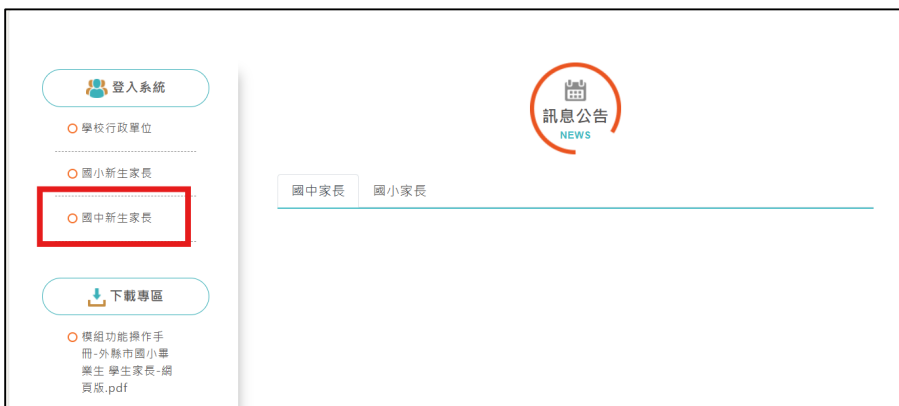 登入系統
學校行政單位
國小新生家長
國中新生家長
下載專區
模組功能操作手
冊-外縣市國小畢
業生 學生家長-網
頁版.pdf
訊息公告
NEWS
國中家長
國小家長